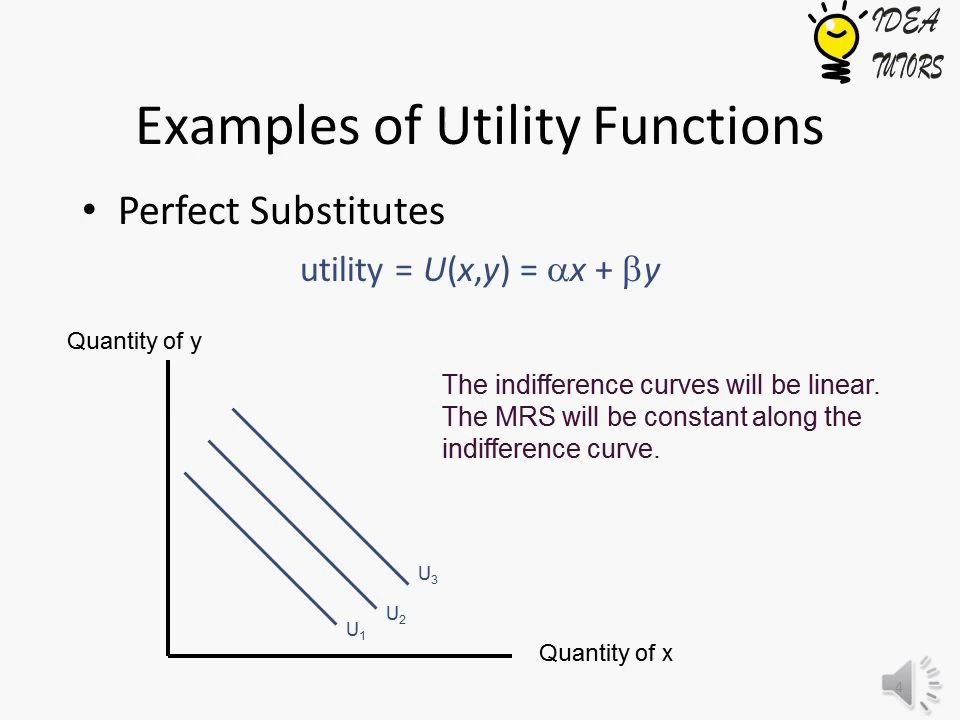 IDEA
TUTORS
Examples of Utility Functions
• Perfect Substitutes
utility = U(x,y) = αx + βy
Quantity of y
The indifference curves will be linear.
The MRS will be constant along the
indifference curve.
U₃
U₂
U₁
Quantity of x
4